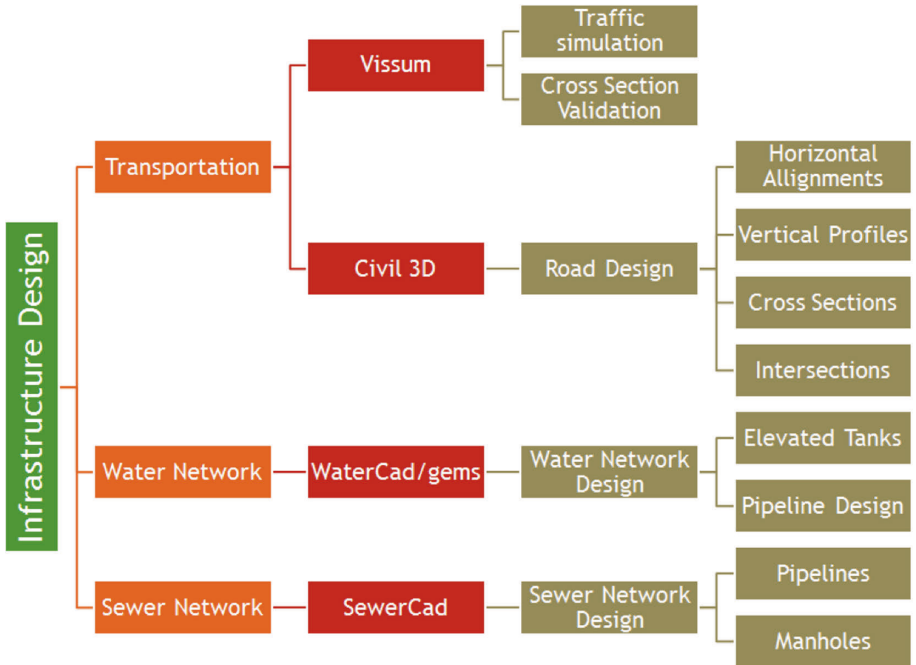 Infrastructure Design
Transportation
Vissum
Traffic
simulation
Cross Section
Validation
Civil 3D
Road Design
Horizontal
Allignments
Vertical Profiles
Cross Sections
Intersections
Water Network
WaterCad/gems
Water Network
Design
Elevated Tanks
Pipeline Design
Sewer Network
SewerCad
Sewer Network
Design
Pipelines
Manholes